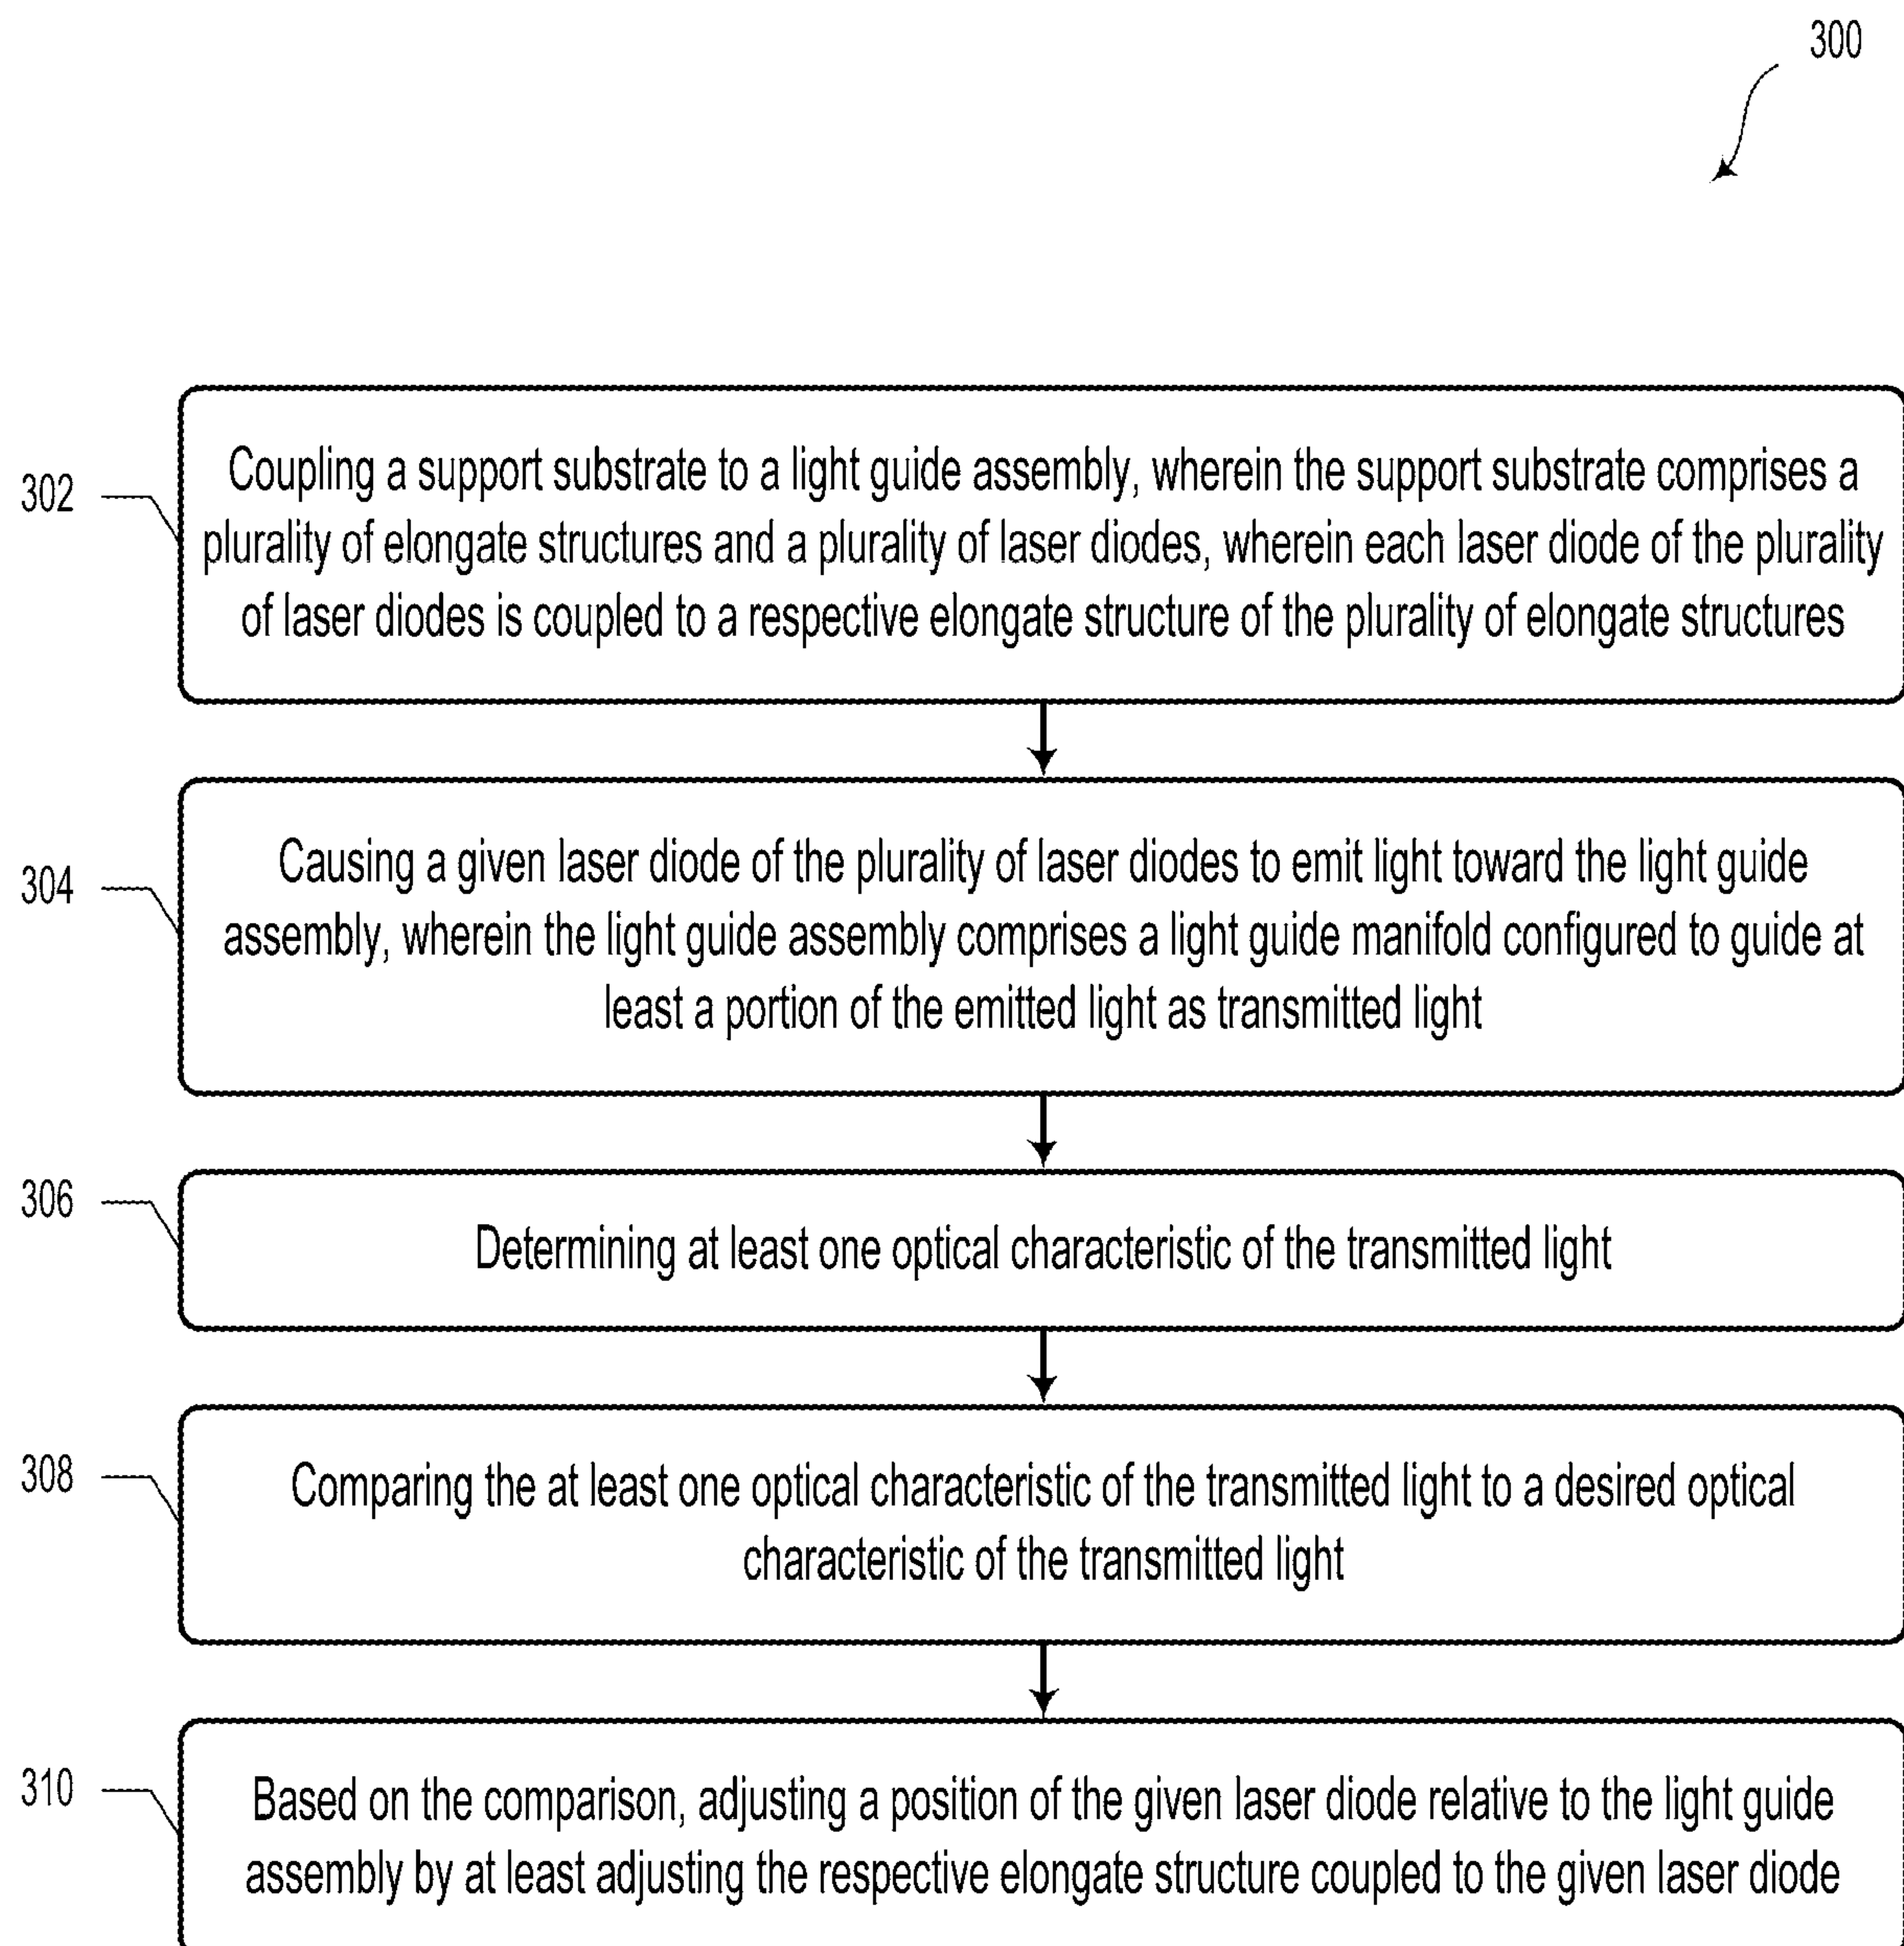 300
302
Coupling a support substrate to a light guide assembly, wherein the support substrate comprises a
plurality of elongate structures and a plurality of laser diodes, wherein each laser diode of the plurality
of laser diodes is coupled to a respective elongate structure of the plurality of elongate structures
304
Causing a given laser diode of the plurality of laser diodes to emit light toward the light guide
assembly, wherein the light guide assembly comprises a light guide manifold configured to guide at
least a portion of the emitted light as transmitted light
306
Determining at least one optical characteristic of the transmitted light
308
Comparing the at least one optical characteristic of the transmitted light to a desired optical
characteristic of the transmitted light
310
Based on the comparison, adjusting a position of the given laser diode relative to the light guide
assembly by at least adjusting the respective elongate structure coupled to the given laser diode